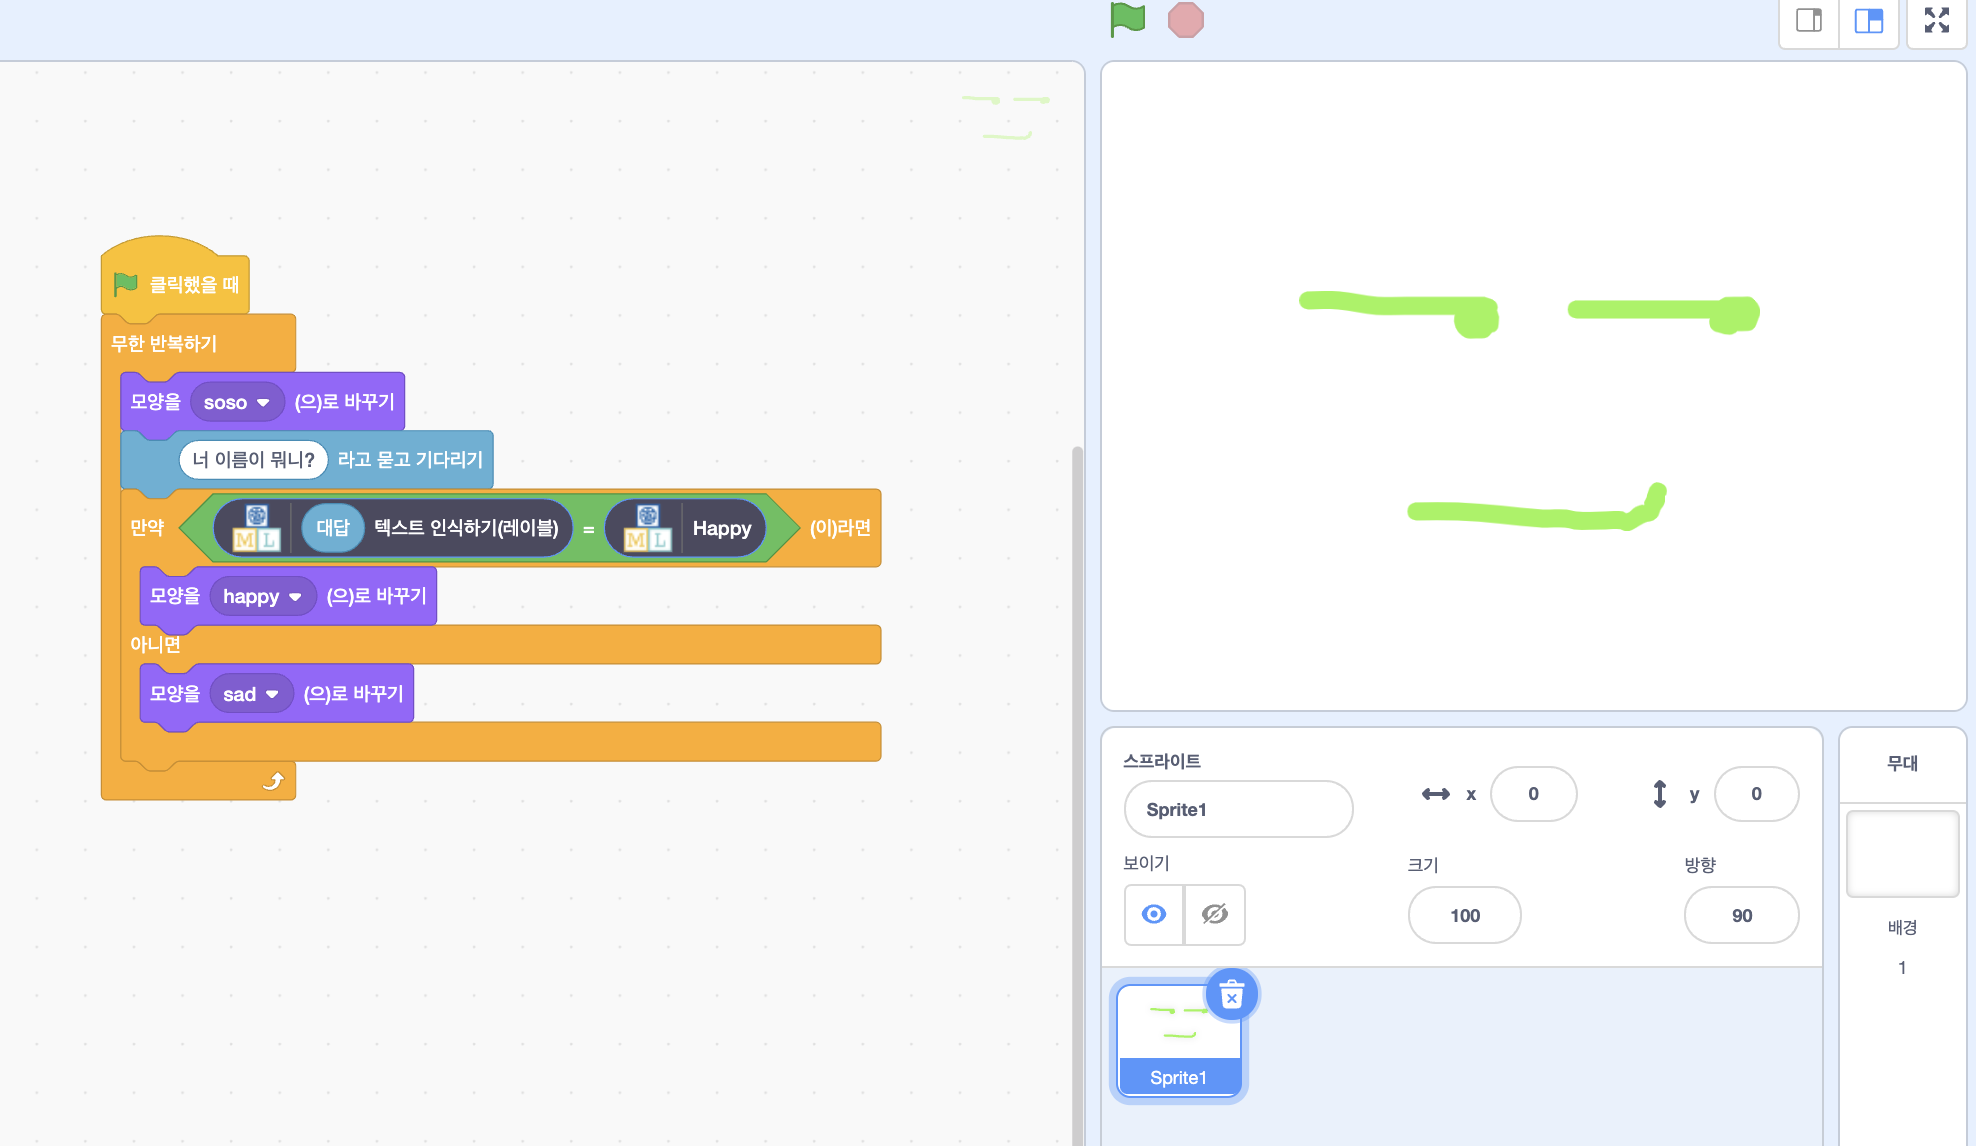 클릭했을 때
무한 반복하기
모양을 soso (으)로 바꾸기
너 이름이 뭐니? 라고 묻고 기다리기
만약 ML 대답 텍스트 인식하기(레이블) = ML Happy (이)라면
모양을 happy (으)로 바꾸기
아니면
모양을 sad (으)로 바꾸기
스프라이트
Sprite1
x 0
y 0
보이기
크기
100
방향
90
Sprite1
무대
배경
1